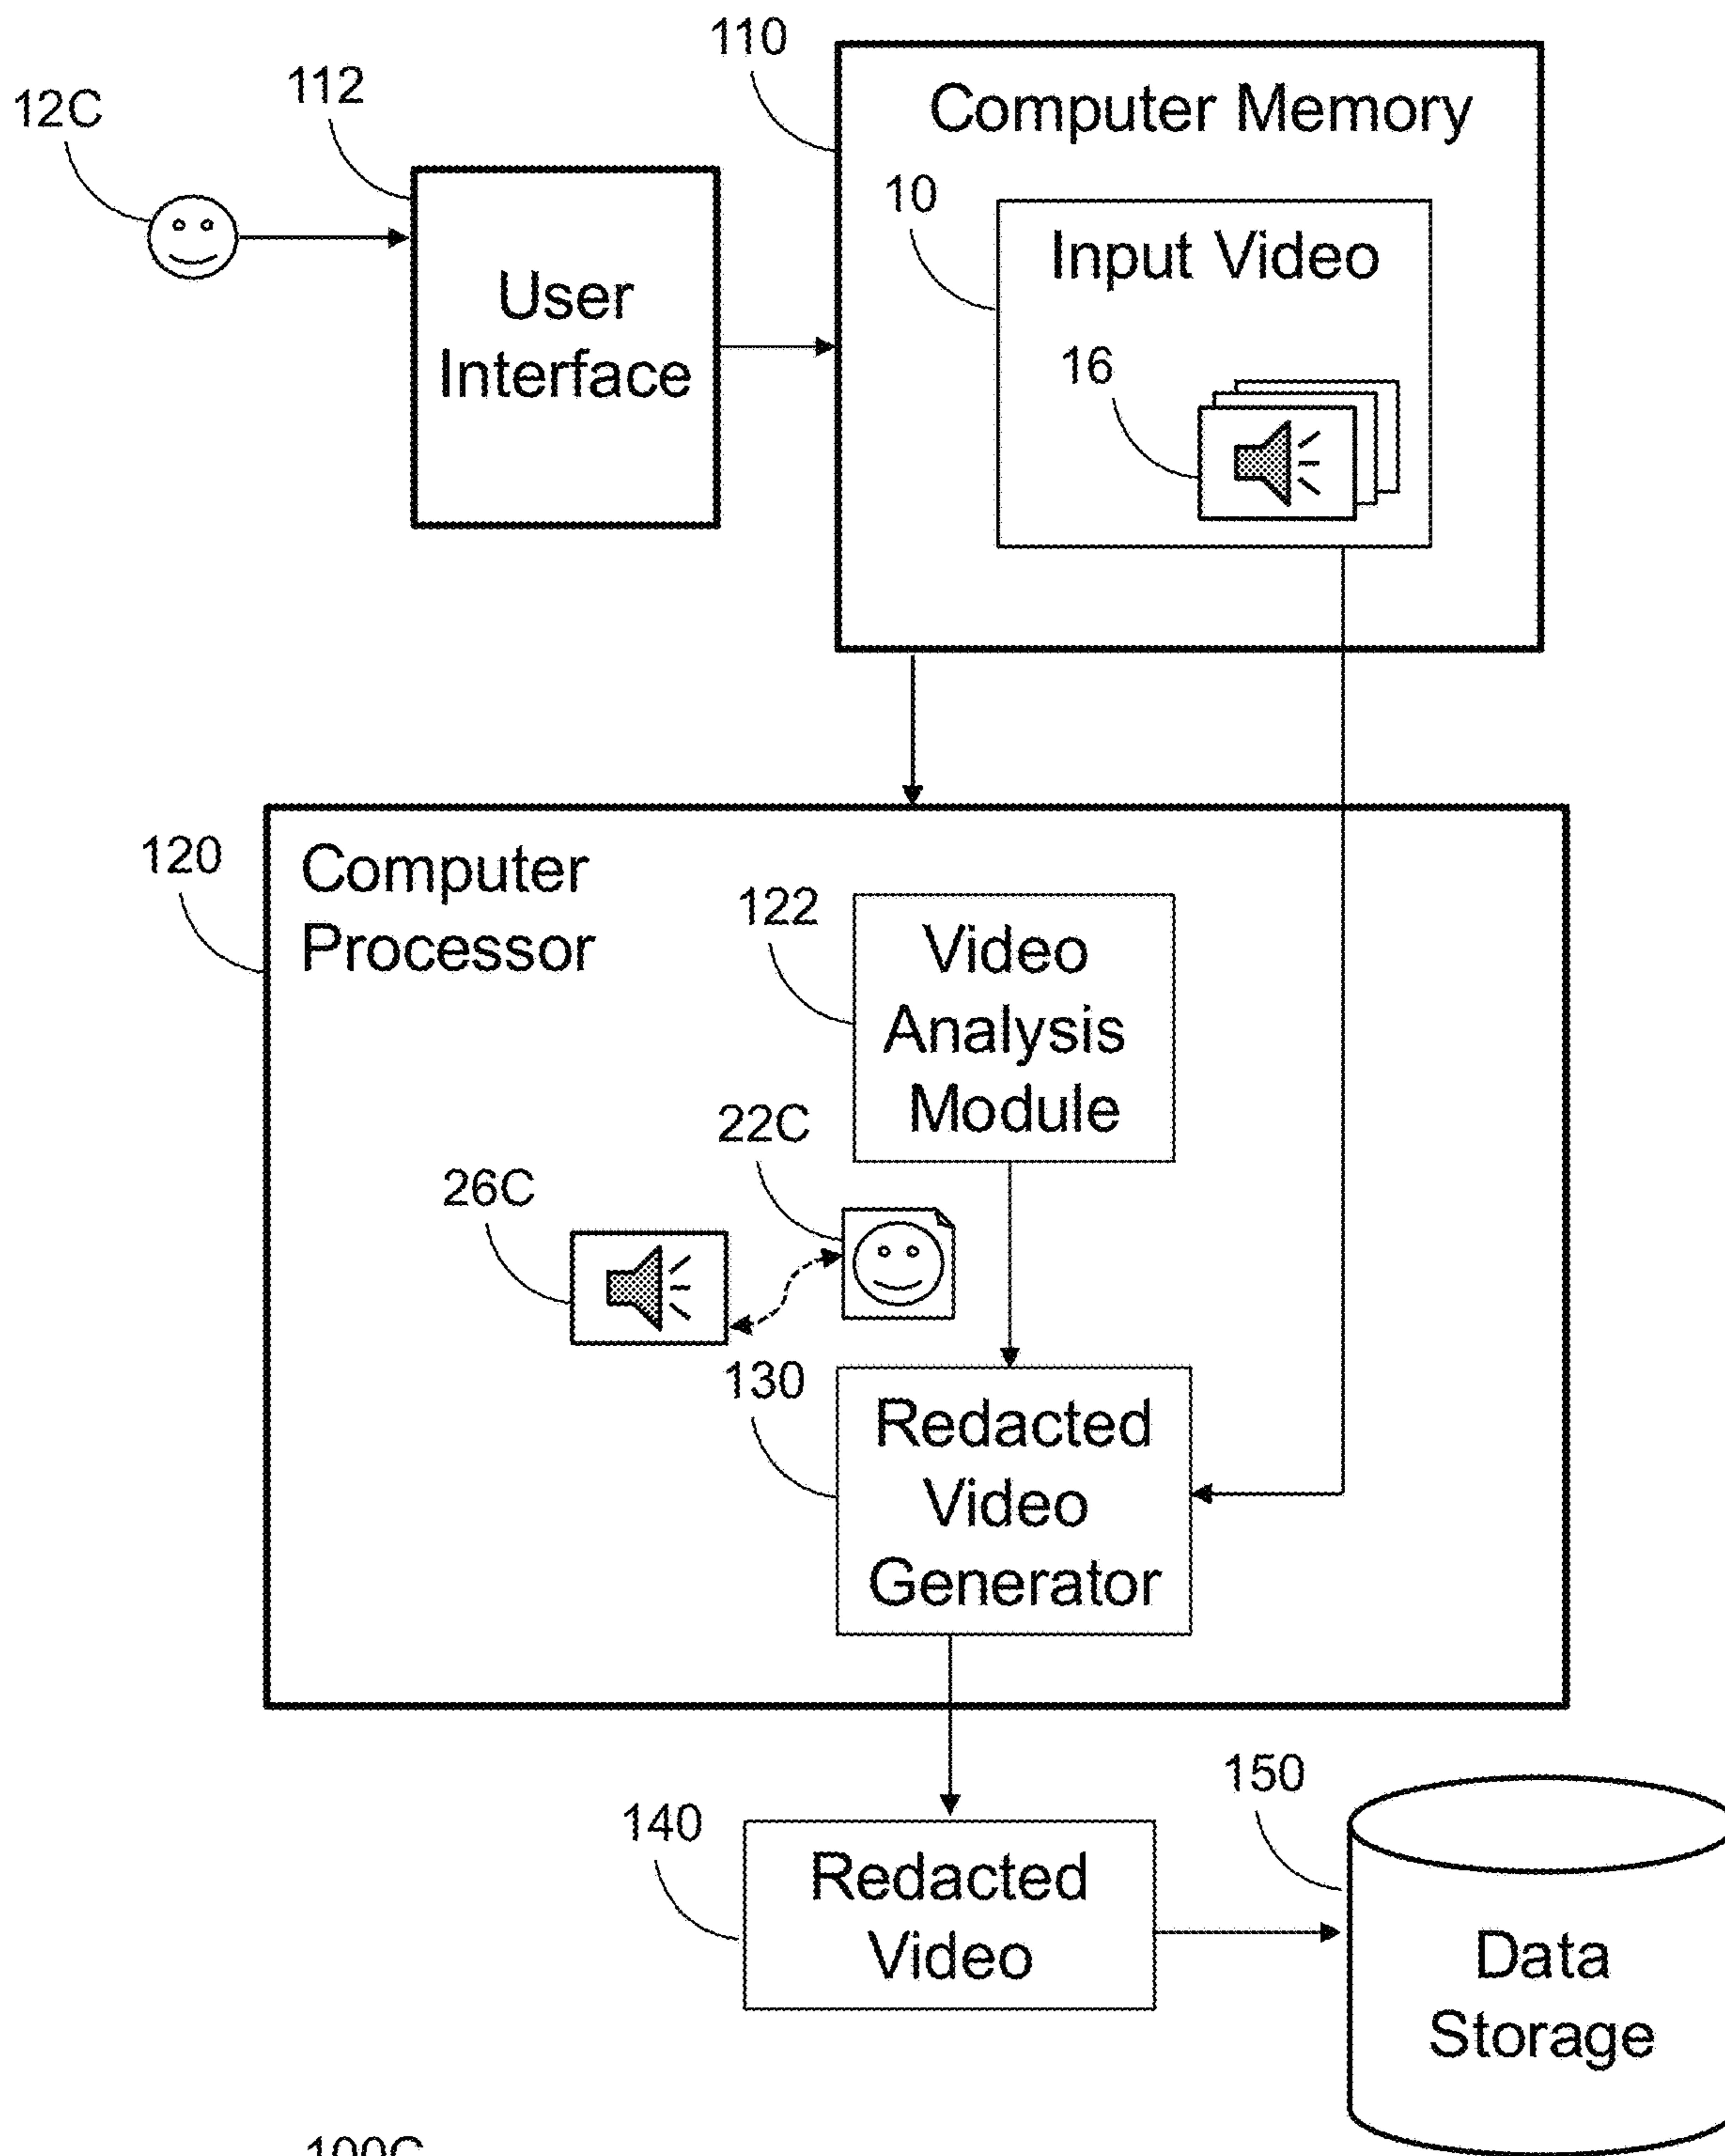 110
112
12C
Computer Memory
10
Input Video
User
Interface
16
120
Computer
Processor
122
Video
Analysis
Module
22C
26C
130
Redacted
Video
Generator
150
140
Redacted
Video
Data
Storage
100C